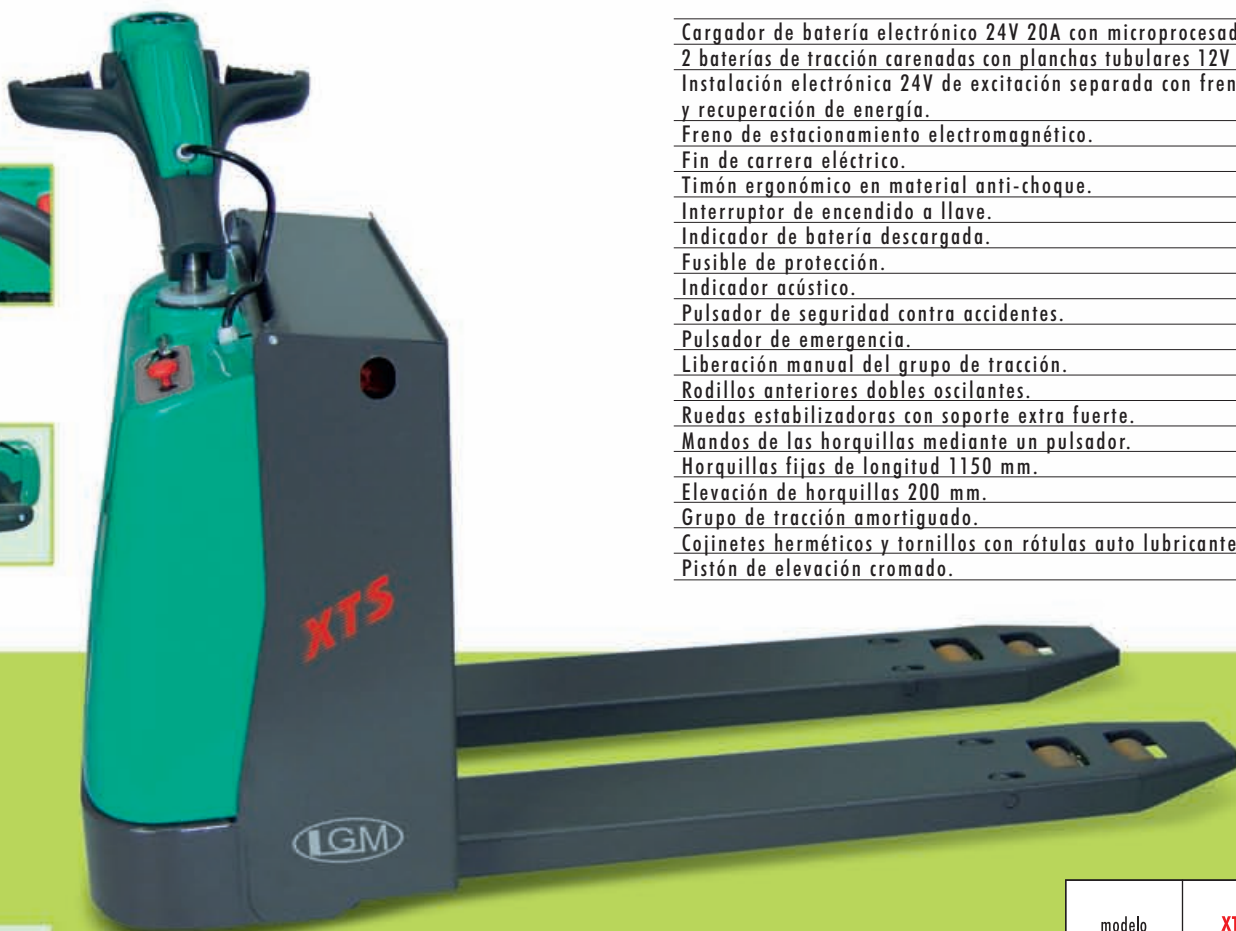 Cargador de batería electrónico 24V 20A con
2 baterías de tracción carenadas con planchas tubulares 12V
Instalación electrónica 24V de excitación separada con
y recuperación de energía.
Freno de estacionamiento electromagnético.
Fin de carrera eléctrico.
Timón ergonómico en material anti-choque.
Interruptor de encendido a llave.
Indicador de batería descargada.
Fusible de protección.
Indicador acústico.
Pulsador de seguridad contra accidentes.
Pulsador de emergencia.
Liberación manual del grupo de tracción.
Rodillos anteriores dobles oscilantes.
Ruedas estabilizadoras con soporte extra fuerte.
Mandos de las horquillas mediante un pulsador.
Horquillas fijas de longitud 1150 mm.
Elevación de horquillas 200 mm.
Grupo de tracción amortiguado.
Cojinetes herméticos y tornillos con rótulas auto
Pistón de elevación cromado.
XTS
LGM
modelo